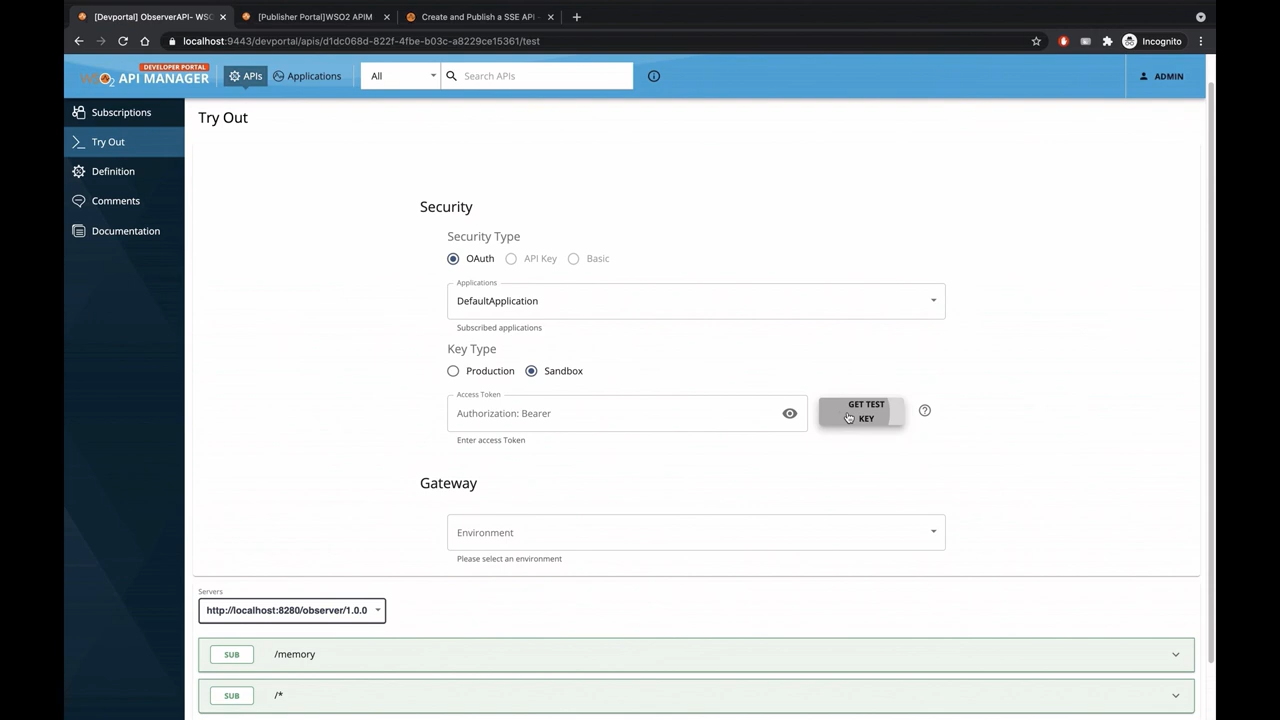 [Devportal] ObserverAPI- WSO
[Publisher Portal]WSO2 APIM
Create and Publish a SSE API -
localhost:9443/devportal/apis/d1dc068d-822f-4fbe-b03c-a8229ce15361/test
Incognito
DEVELOPER PORTAL
WSO2 API MANAGER
APIs
Applications
All
Search APIs
ADMIN
Subscriptions
Try Out
Definition
Comments
Documentation
Try Out
Security
Security Type
OAuth
API Key
Basic
Applications
DefaultApplication
Subscribed applications
Key Type
Production
Sandbox
Access Token
Authorization: Bearer
Enter access Token
GET TEST
KEY
Gateway
Environment
Please select an environment
Servers
http://localhost:8280/observer/1.0.0
SUB
/memory
SUB
/*